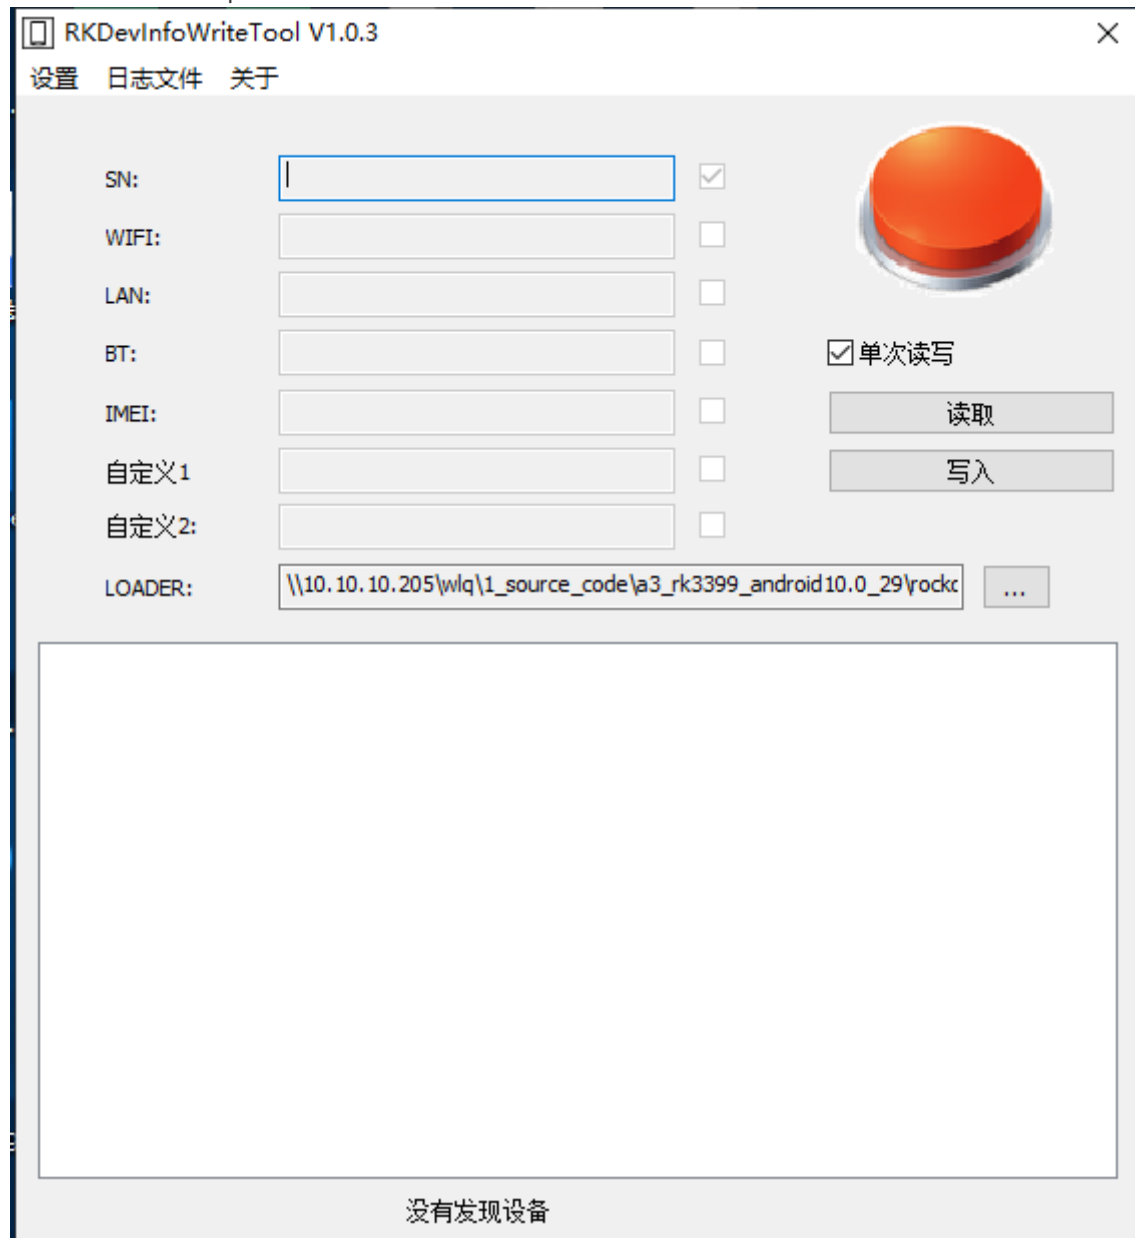 RKDevInfoWriteTool V1.0.3
设置 日志文件 关于
SN:
WIFI:
LAN:
BT:
单次读写
IMEI:
读取
自定义1
写入
自定义2:
LOADER: \\10.10.10.205\wlq\1_source_code\a3_rk3399_android10.0_29\rockc ...
没有发现设备